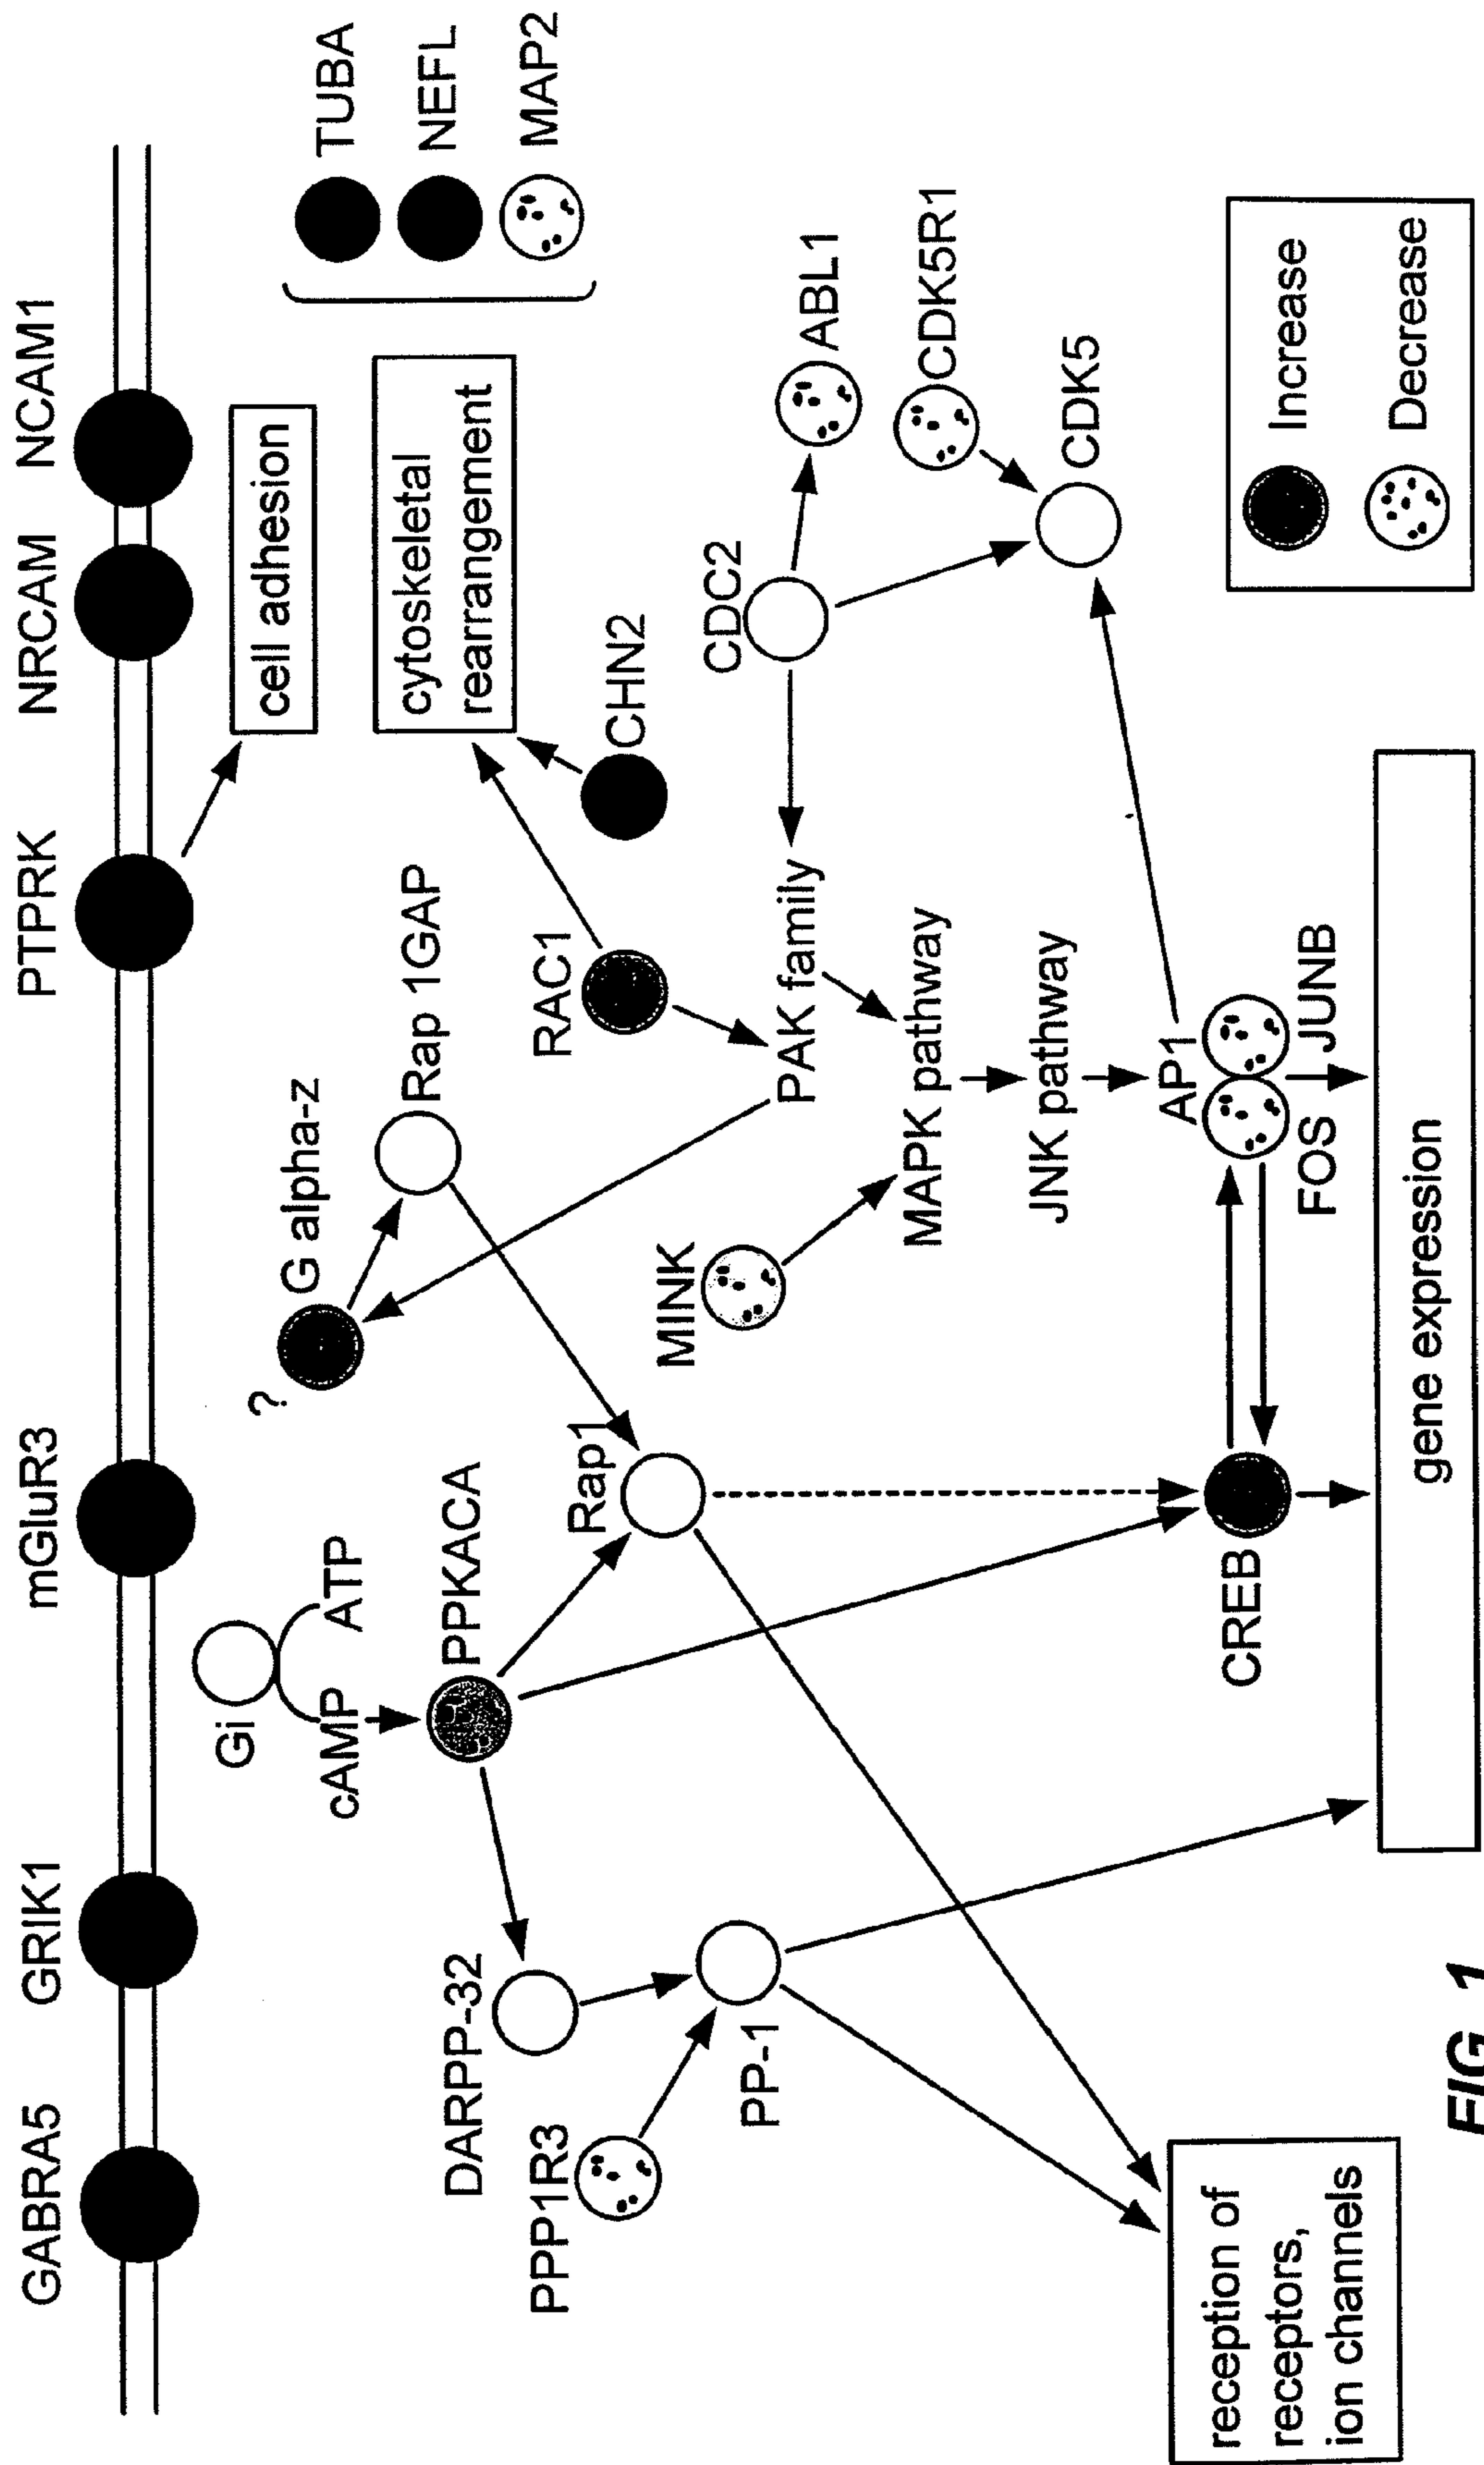 GABRA5
GRIK1
mGluR3
PTPRK
NRCAM
NCAM1
Gi
cAMP
ATP
?
G alpha-z
Rap 1GAP
cell adhesion
cytoskeletal
rearrangement
TUBA
NEFL
MAP2
DARPP-32
PPKACA
PPP1R3
PP-1
Rap1
RAC1
CHN2
MINK
PAK family
CDC2
ABL1
CDK5R1
MAPK pathway
JNK pathway
CDK5
AP1
CREB
FOS
JUNB
reception of
receptors,
ion channels
gene expression
Increase
Decrease
FIG_1